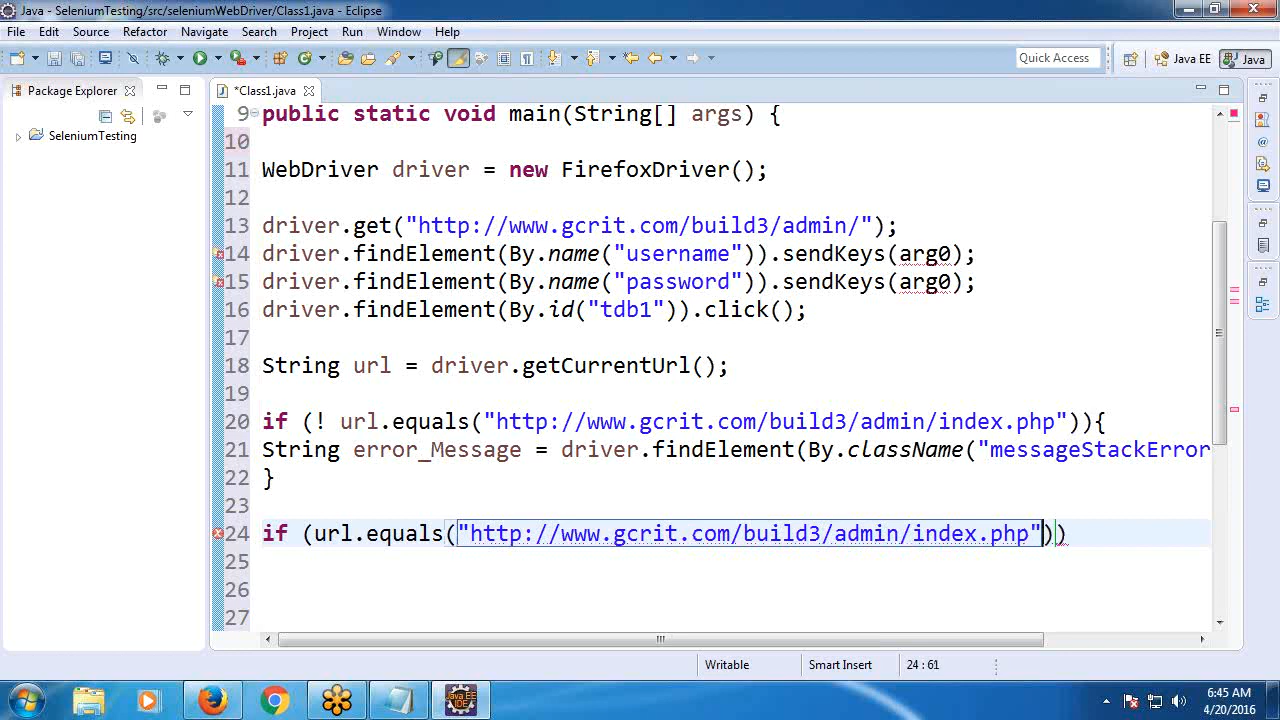 Java - SeleniumTesting/src/seleniumWebDriver/Class1.java - Eclipse
File Edit Source Refactor Navigate Search Project Run Window Help
Quick Access Java EE Java
Package Explorer *Class1.java
SeleniumTesting
9 public static void main(String[] args) {
10
11 WebDriver driver = new FirefoxDriver();
12
13 driver.get("http://www.gcrit.com/build3/admin/");
14 driver.findElement(By.name("username")).sendKeys(arg0);
15 driver.findElement(By.name("password")).sendKeys(arg0);
16 driver.findElement(By.id("tdb1")).click();
17
18 String url = driver.getCurrentUrl();
19
20 if (! url.equals("http://www.gcrit.com/build3/admin/index.php")){
21 String error_Message = driver.findElement(By.className("messageStackError
22 }
23
24 if (url.equals("http://www.gcrit.com/build3/admin/index.php"))
25
26
27
Writable Smart Insert 24 : 61
Java EE
IDE
6:45 AM
4/20/2016